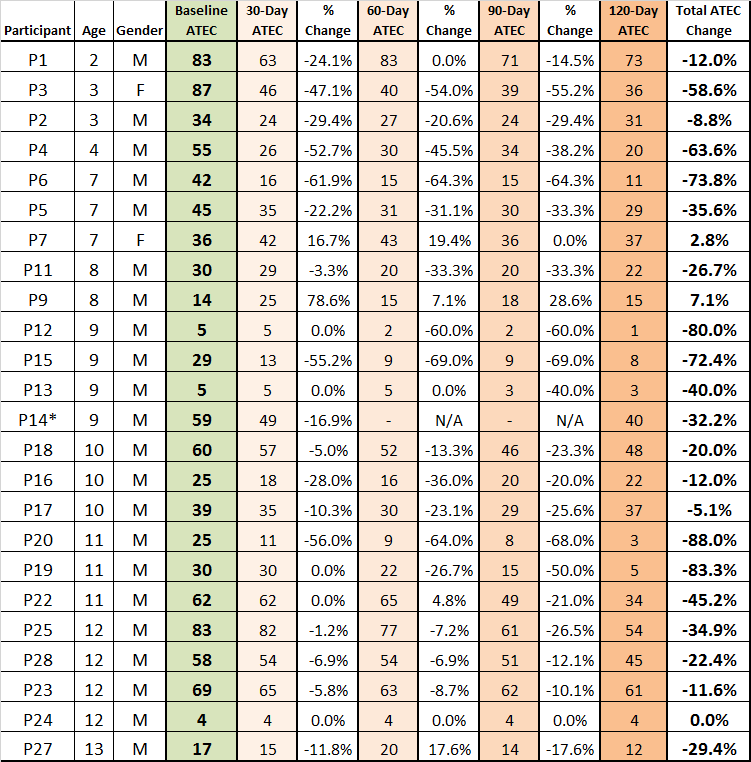 Participant Age Gender Baseline ATEC 30-Day ATEC % Change 60-Day ATEC % Change 90-Day ATEC % Change 120-Day ATEC Total ATEC Change
P1 2 M 83 63 -24.1% 83 0.0% 71 -14.5% 73 -12.0%
P3 3 F 87 46 -47.1% 40 -54.0% 39 -55.2% 36 -58.6%
P2 3 M 34 24 -29.4% 27 -20.6% 24 -29.4% 31 -8.8%
P4 4 M 55 26 -52.7% 30 -45.5% 34 -38.2% 20 -63.6%
P6 7 M 42 16 -61.9% 15 -64.3% 15 -64.3% 11 -73.8%
P5 7 M 45 35 -22.2% 31 -31.1% 30 -33.3% 29 -35.6%
P7 7 F 36 42 16.7% 43 19.4% 36 0.0% 37 2.8%
P11 8 M 30 29 -3.3% 20 -33.3% 20 -33.3% 22 -26.7%
P9 8 M 14 25 78.6% 15 7.1% 18 28.6% 15 7.1%
P12 9 M 5 5 0.0% 2 -60.0% 2 -60.0% 1 -80.0%
P15 9 M 29 13 -55.2% 9 -69.0% 9 -69.0% 8 -72.4%
P13 9 M 5 5 0.0% 5 0.0% 3 -40.0% 3 -40.0%
P14* 9 M 59 49 -16.9% - N/A - N/A 40 -32.2%
P18 10 M 60 57 -5.0% 52 -13.3% 46 -23.3% 48 -20.0%
P16 10 M 25 18 -28.0% 16 -36.0% 20 -20.0% 22 -12.0%
P17 10 M 39 35 -10.3% 30 -23.1% 29 -25.6% 37 -5.1%
P20 11 M 25 11 -56.0% 9 -64.0% 8 -68.0% 3 -88.0%
P19 11 M 30 30 0.0% 22 -26.7% 15 -50.0% 5 -83.3%
P22 11 M 62 62 0.0% 65 4.8% 49 -21.0% 34 -45.2%
P25 12 M 83 82 -1.2% 77 -7.2% 61 -26.5% 54 -34.9%
P28 12 M 58 54 -6.9% 54 -6.9% 51 -12.1% 45 -22.4%
P23 12 M 69 65 -5.8% 63 -8.7% 62 -10.1% 61 -11.6%
P24 12 M 4 4 0.0% 4 0.0% 4 0.0% 4 0.0%
P27 13 M 17 15 -11.8% 20 17.6% 14 -17.6% 12 -29.4%